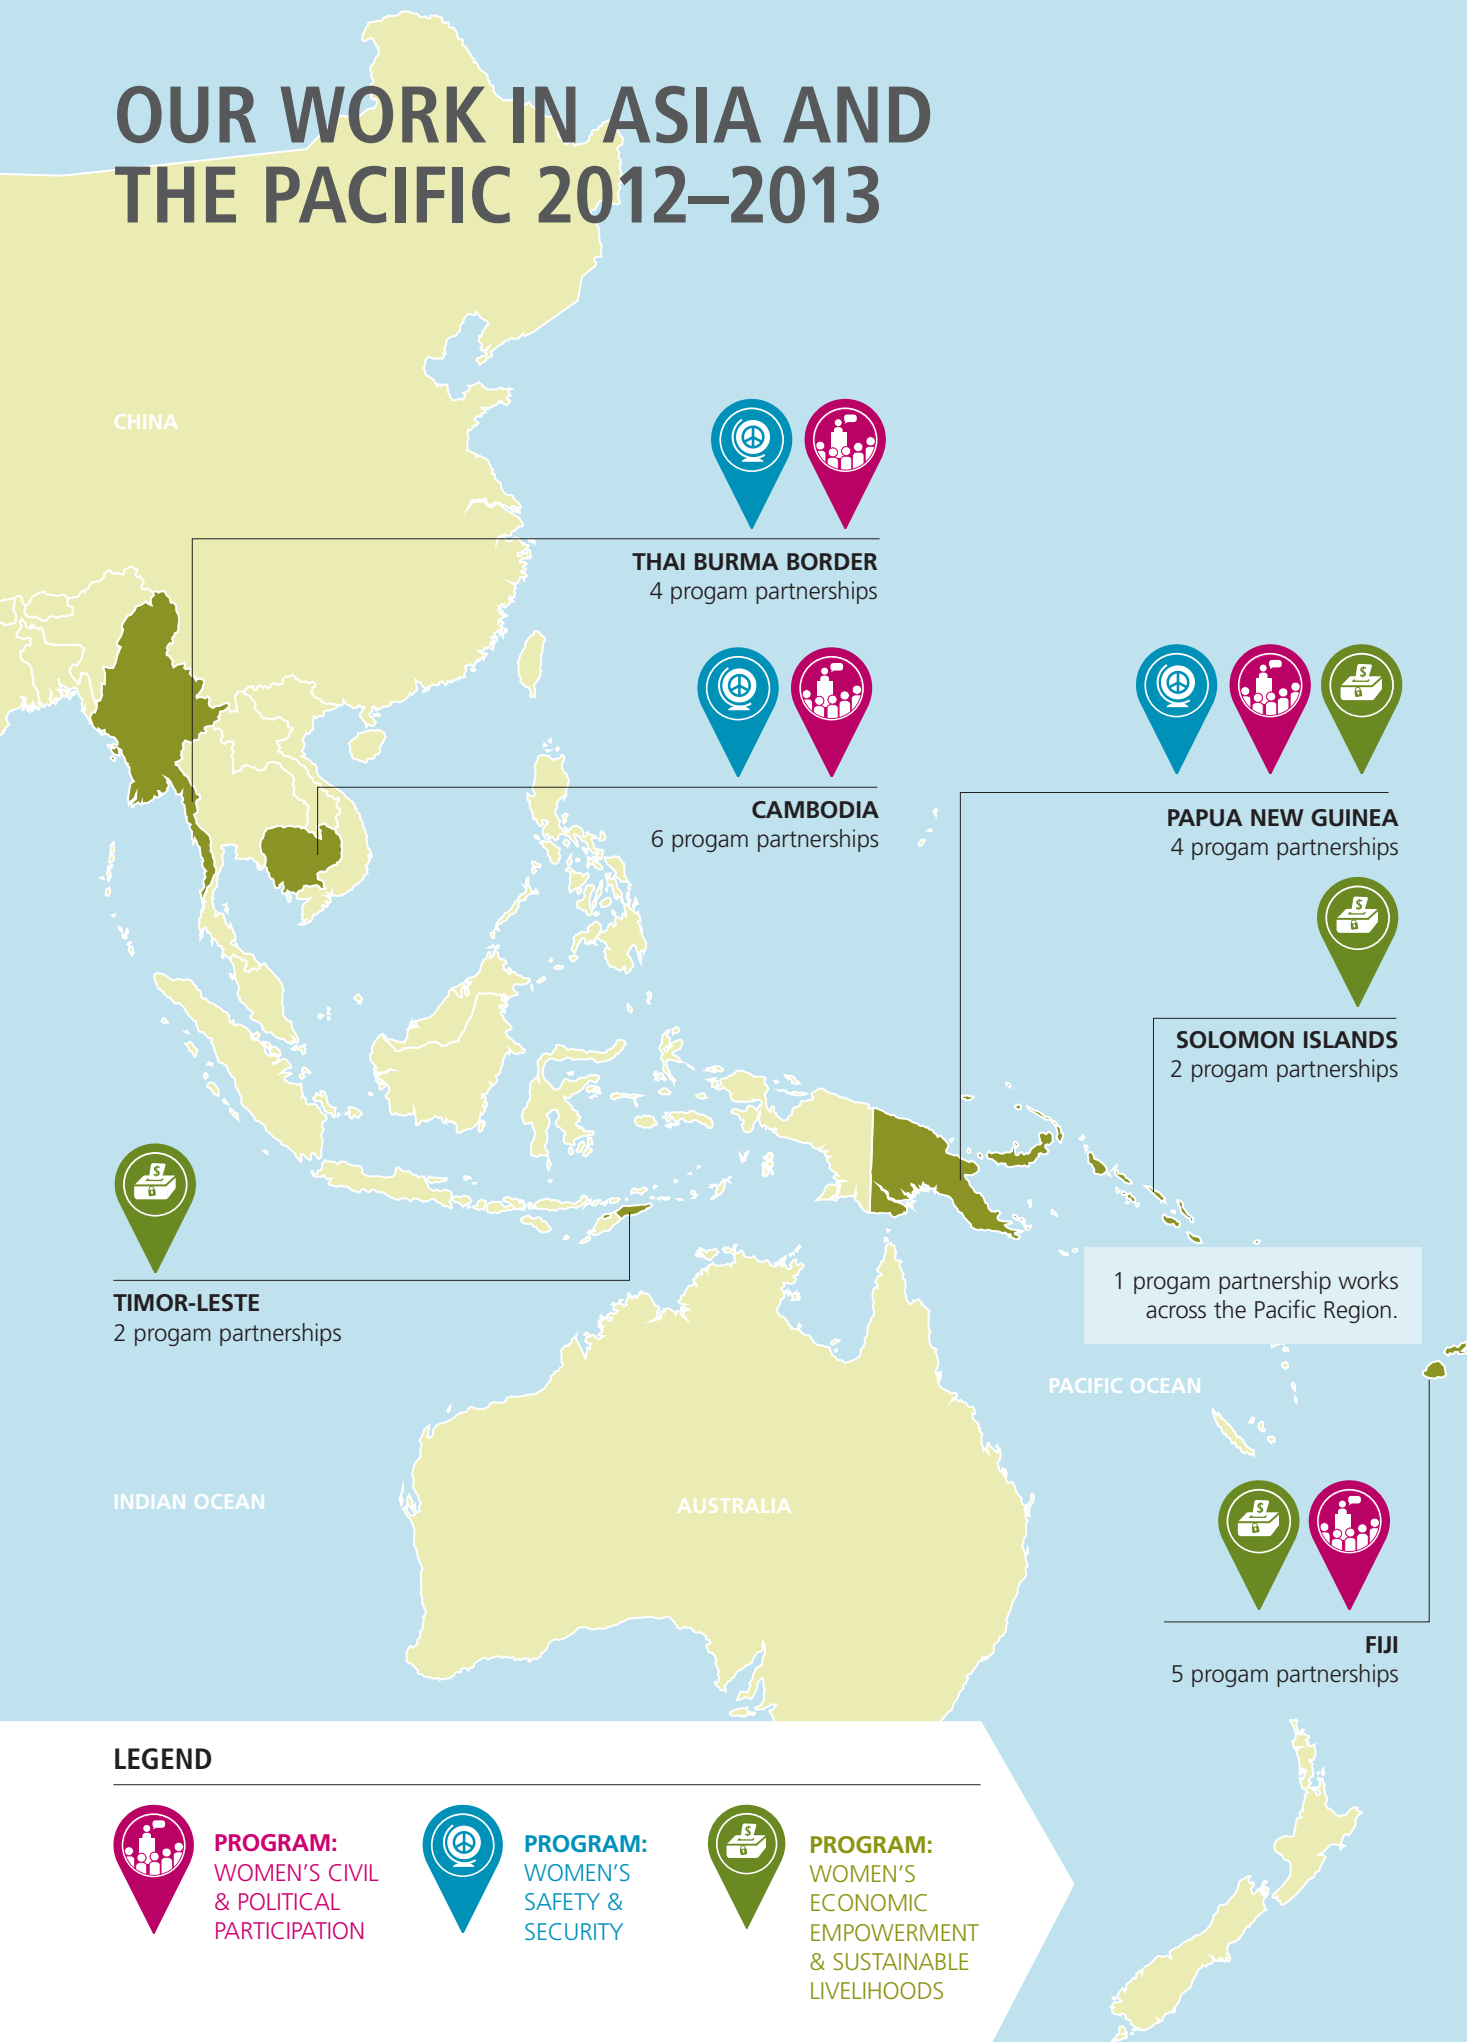 OUR WORK IN ASIA AND
THE PACIFIC 2012–2013
CHINA
THAI BURMA BORDER
4 progam partnerships
CAMBODIA
6 progam partnerships
PAPUA NEW GUINEA
4 progam partnerships
SOLOMON ISLANDS
2 progam partnerships
TIMOR-LESTE
2 progam partnerships
1 progam partnership works
across the Pacific Region.
PACIFIC OCEAN
INDIAN OCEAN
AUSTRALIA
FIJI
5 progam partnerships
LEGEND
PROGRAM:
WOMEN'S CIVIL
& POLITICAL
PARTICIPATION
PROGRAM:
WOMEN'S
SAFETY &
SECURITY
PROGRAM:
WOMEN'S
ECONOMIC
EMPOWERMENT
& SUSTAINABLE
LIVELIHOODS